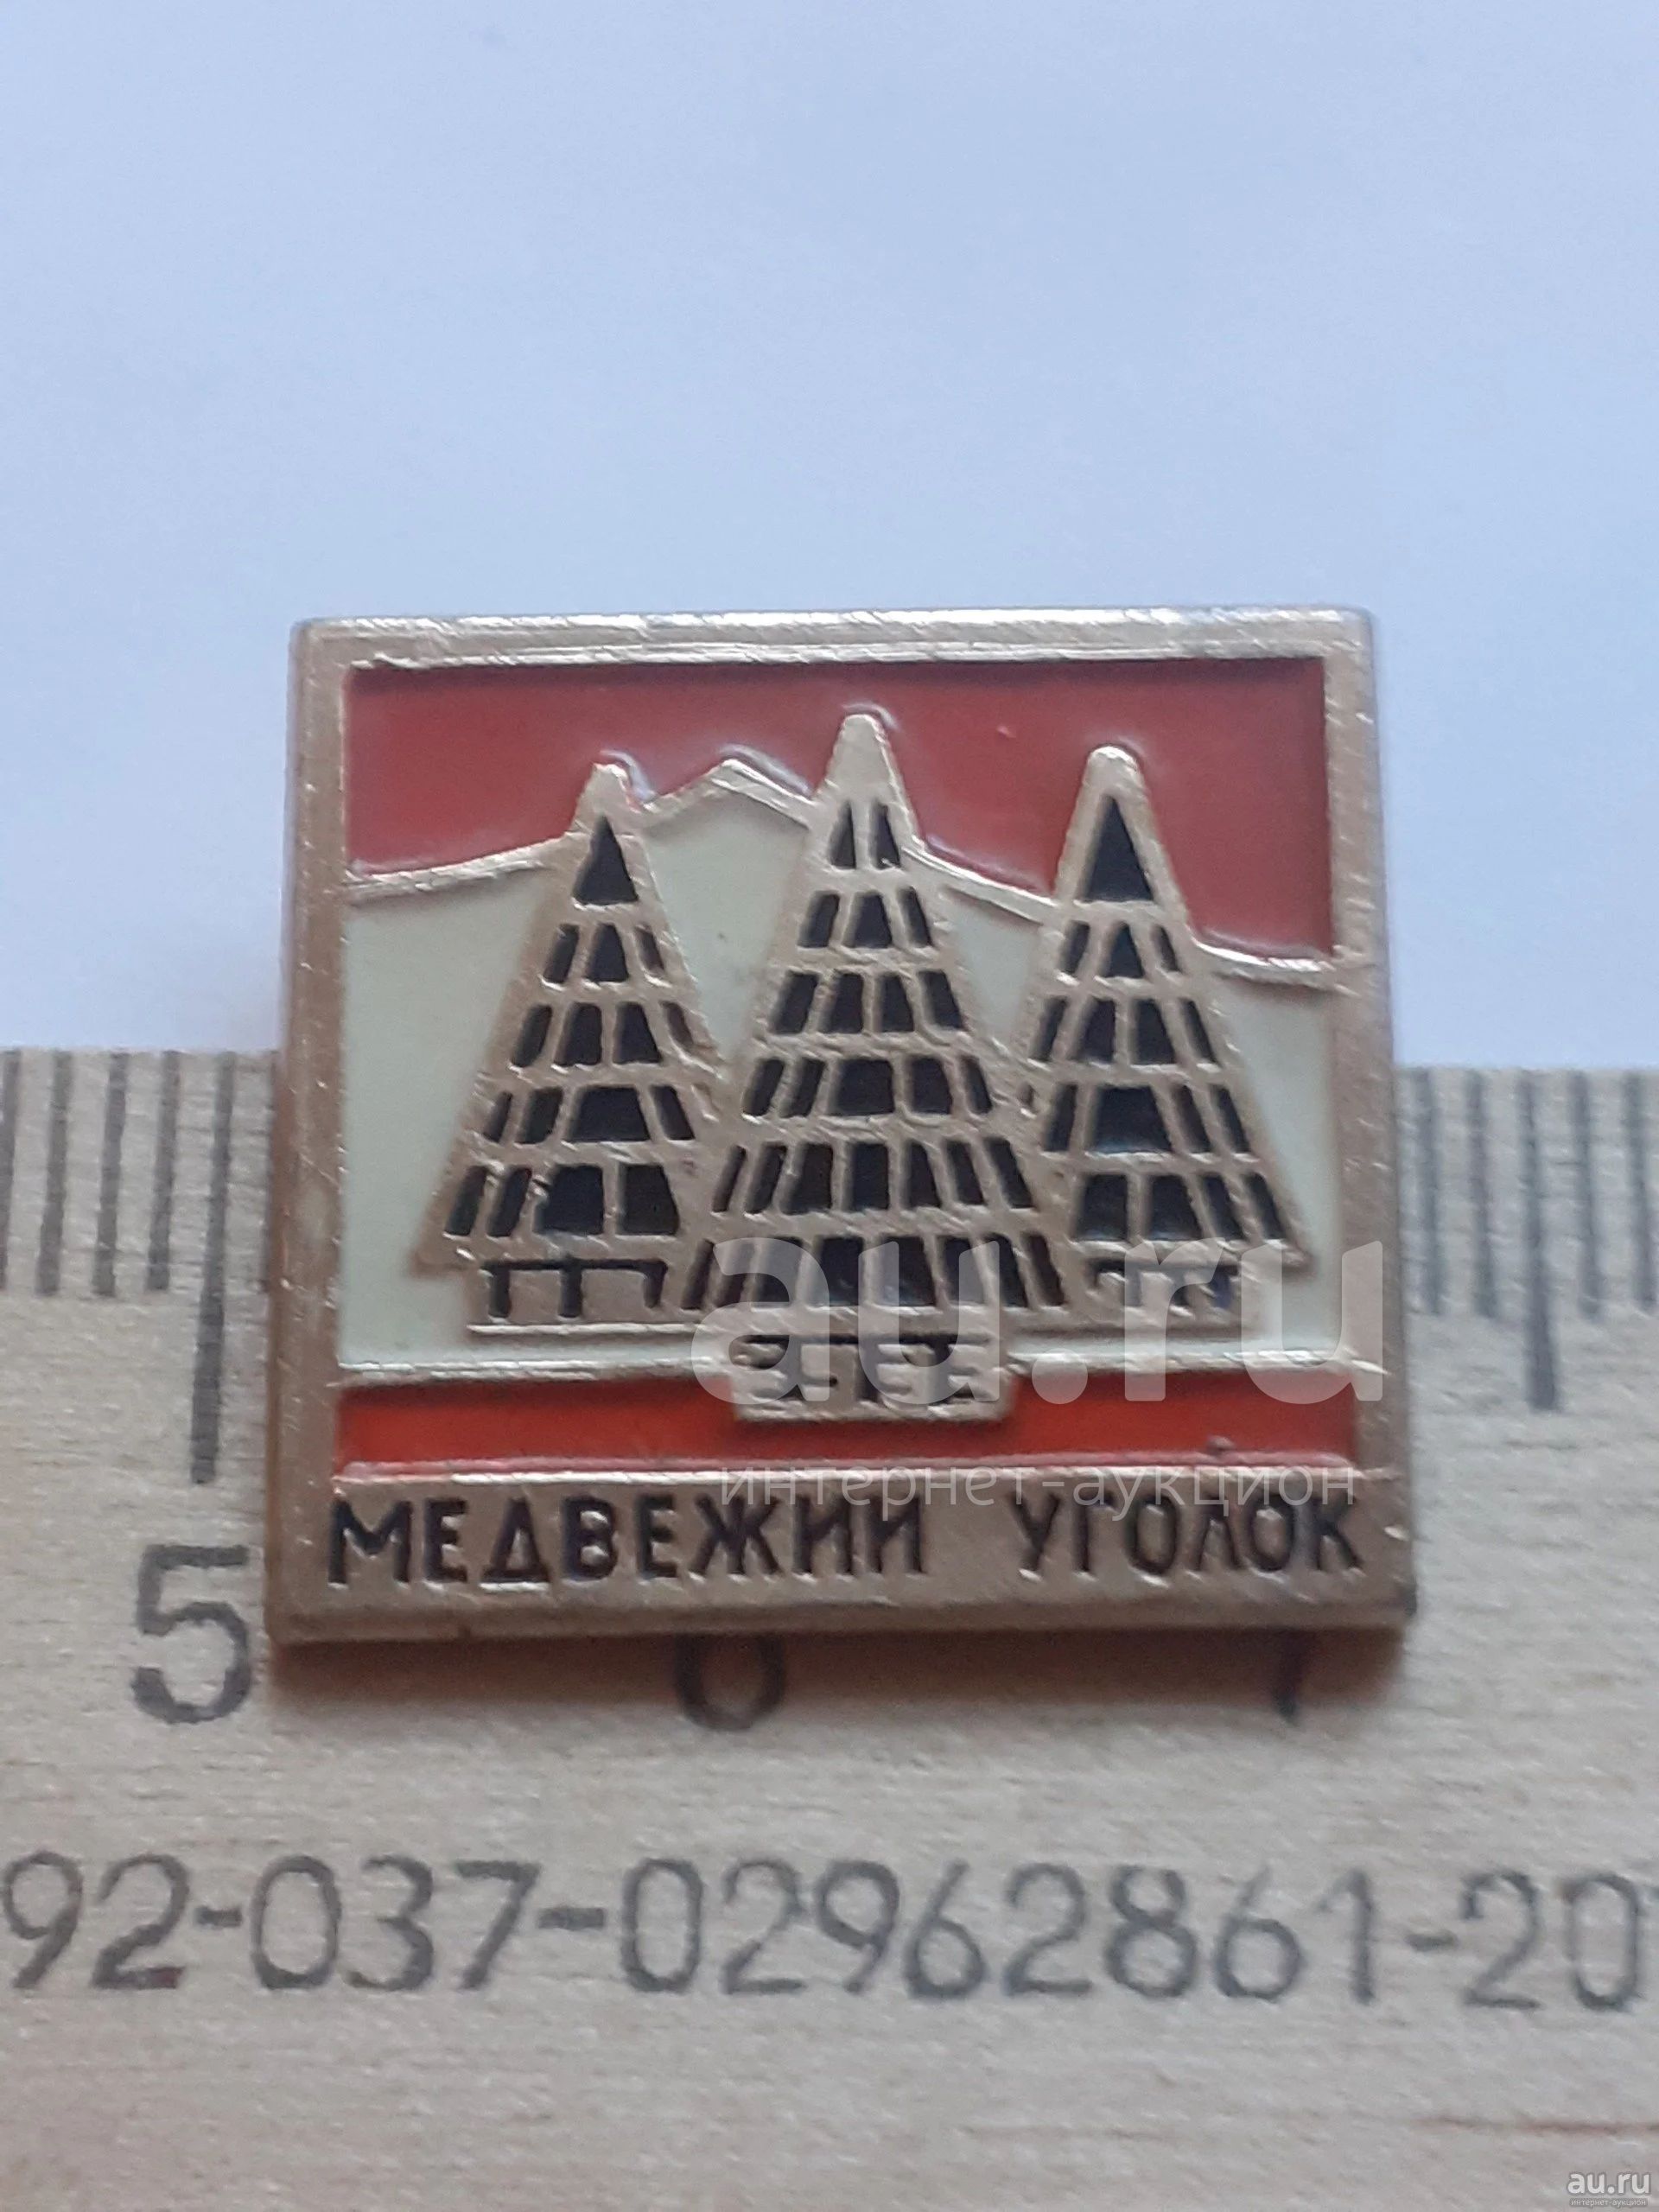 au.ru
интернет-аукцион
МЕДВЕЖИЙ УГОЛОК
5 6 7
92-037-02962861-20
au.ru
интернет-аукцион